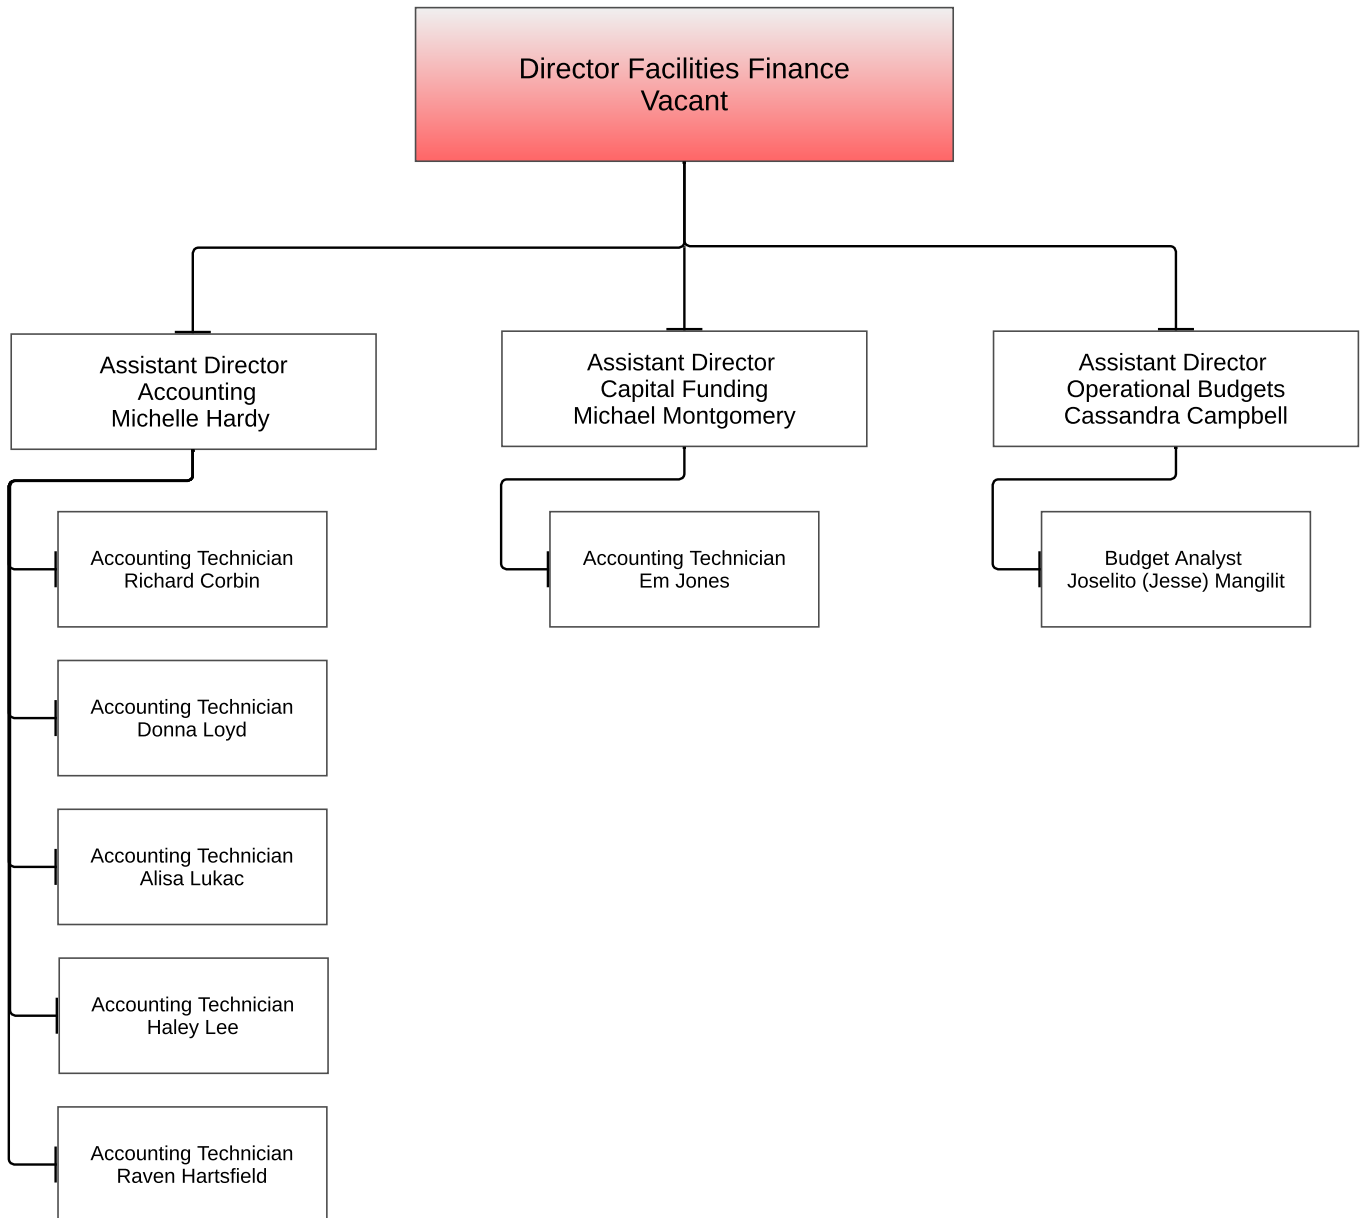 Director Facilities Finance
Vacant
Assistant Director
Accounting
Michelle Hardy
Assistant Director
Capital Funding
Michael Montgomery
Assistant Director
Operational Budgets
Cassandra Campbell
Accounting Technician
Richard Corbin
Accounting Technician
Em Jones
Budget Analyst
Joselito (Jesse) Mangilit
Accounting Technician
Donna Loyd
Accounting Technician
Alisa Lukac
Accounting Technician
Haley Lee
Accounting Technician
Raven Hartsfield